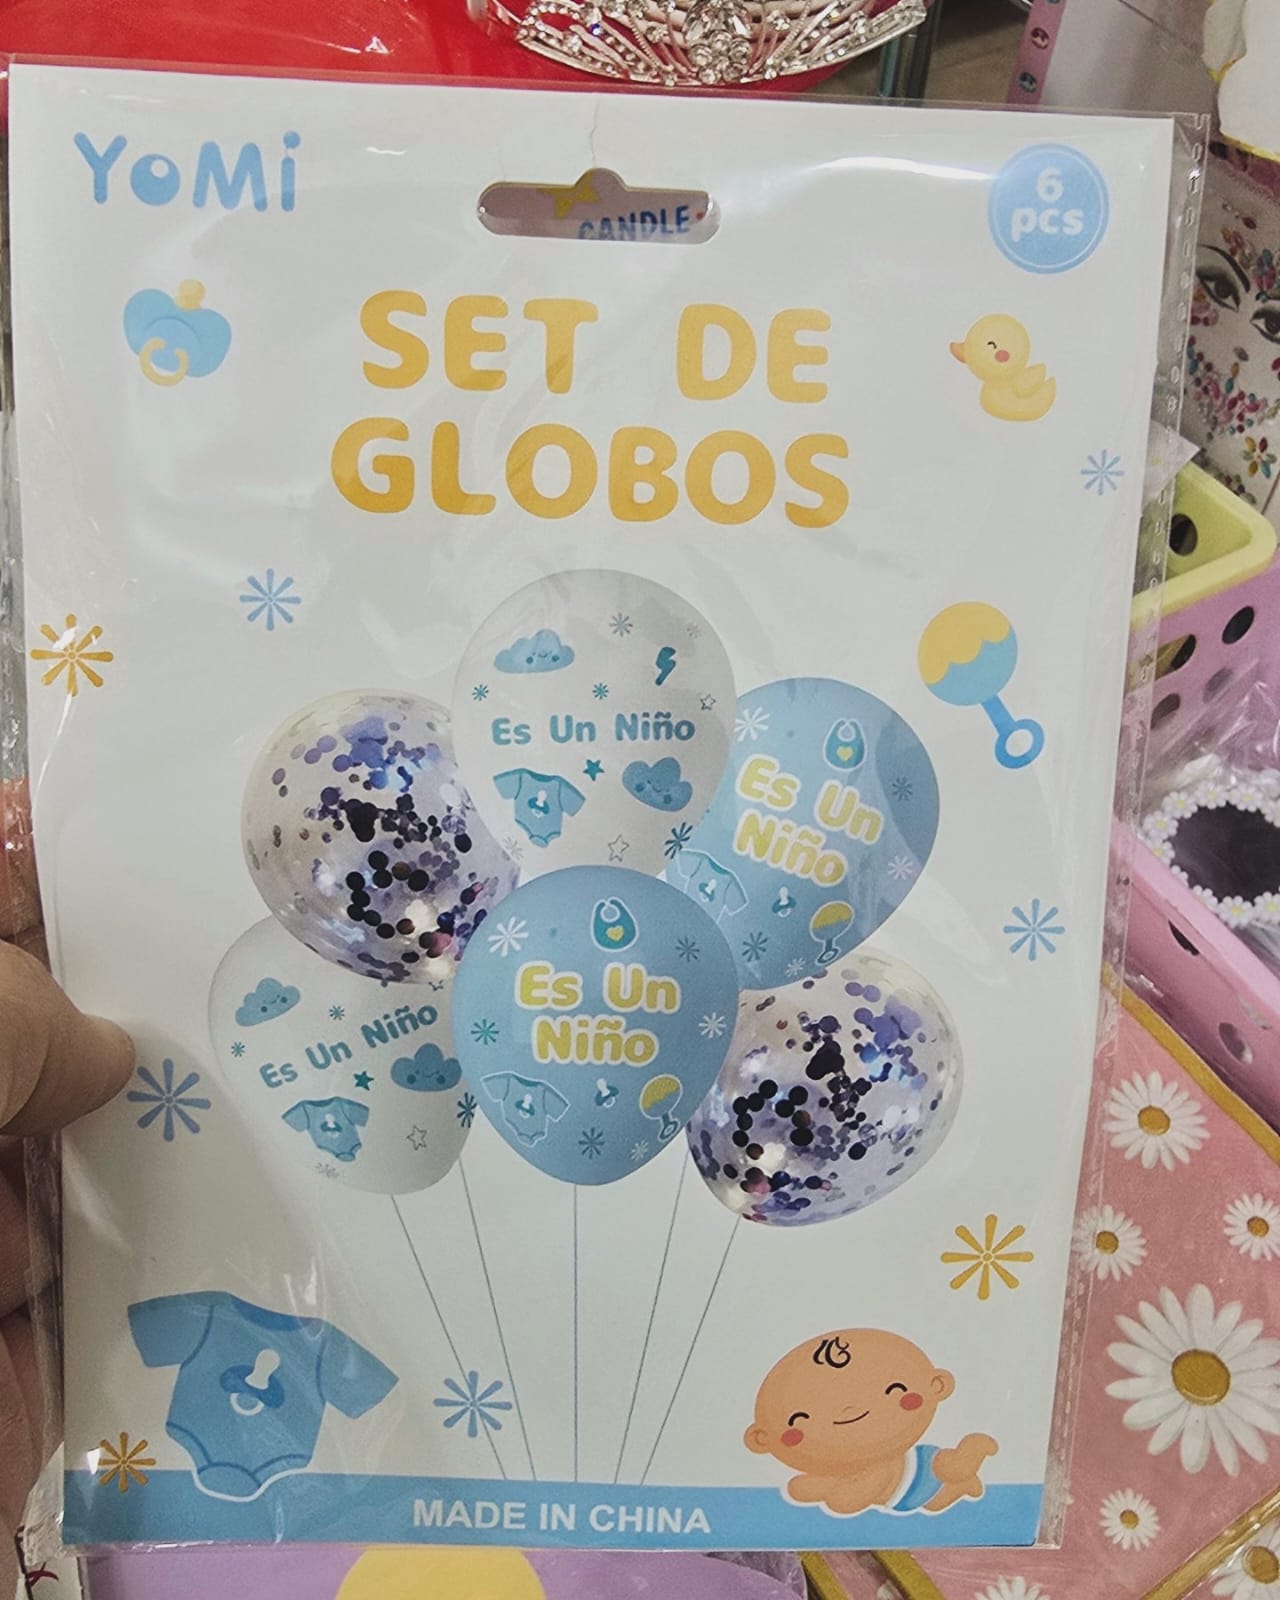 YoMi
6
pcs
CANDLE
SET DE
GLOBOS
Es Un Niño
Es Un
Niño
Es Un Niño
Es Un
Niño
MADE IN CHINA